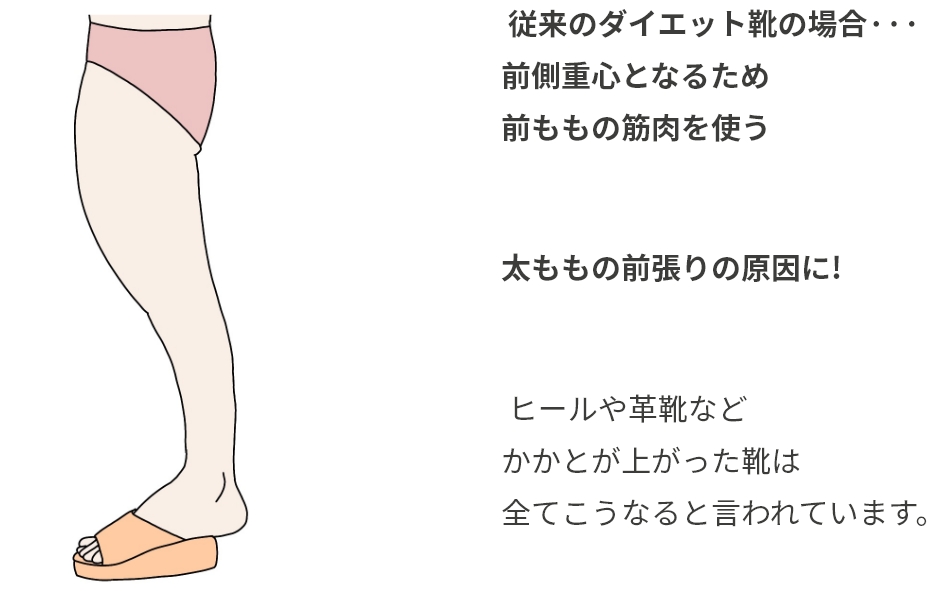 従来のダイエット靴の場合･･･
前側重心となるため
前ももの筋肉を使う
太ももの前張りの原因に!
ヒールや革靴など
かかとが上がった靴は
全てこうなると言われています。